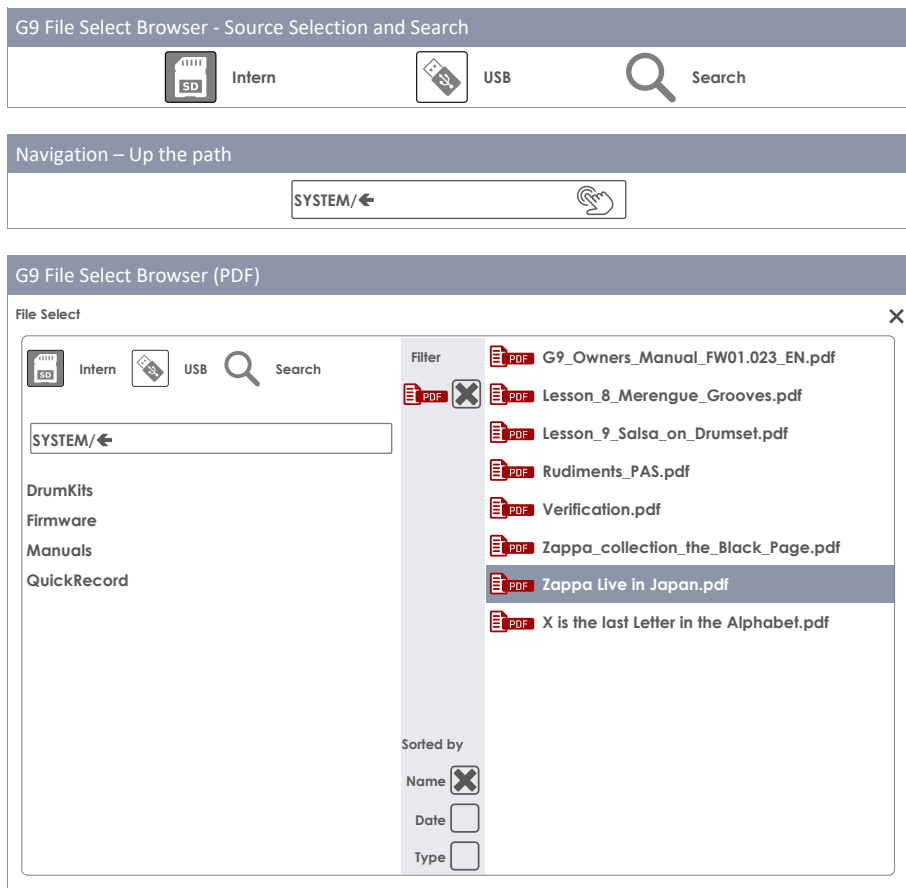 G9 File Select Browser - Source Selection and Search
SD Intern USB Search
Navigation – Up the path
SYSTEM/🡰
G9 File Select Browser (PDF)
File Select ×
SD Intern USB Search
SYSTEM/🡰
DrumKits
Firmware
Manuals
QuickRecord
Filter
PDF
Sorted by
Name
Date
Type
PDF G9_Owners_Manual_FW01.023_EN.pdf
PDF Lesson_8_Merengue_Grooves.pdf
PDF Lesson_9_Salsa_on_Drumset.pdf
PDF Rudiments_PAS.pdf
PDF Verification.pdf
PDF Zappa_collection_the_Black_Page.pdf
PDF Zappa Live in Japan.pdf
PDF X is the last Letter in the Alphabet.pdf